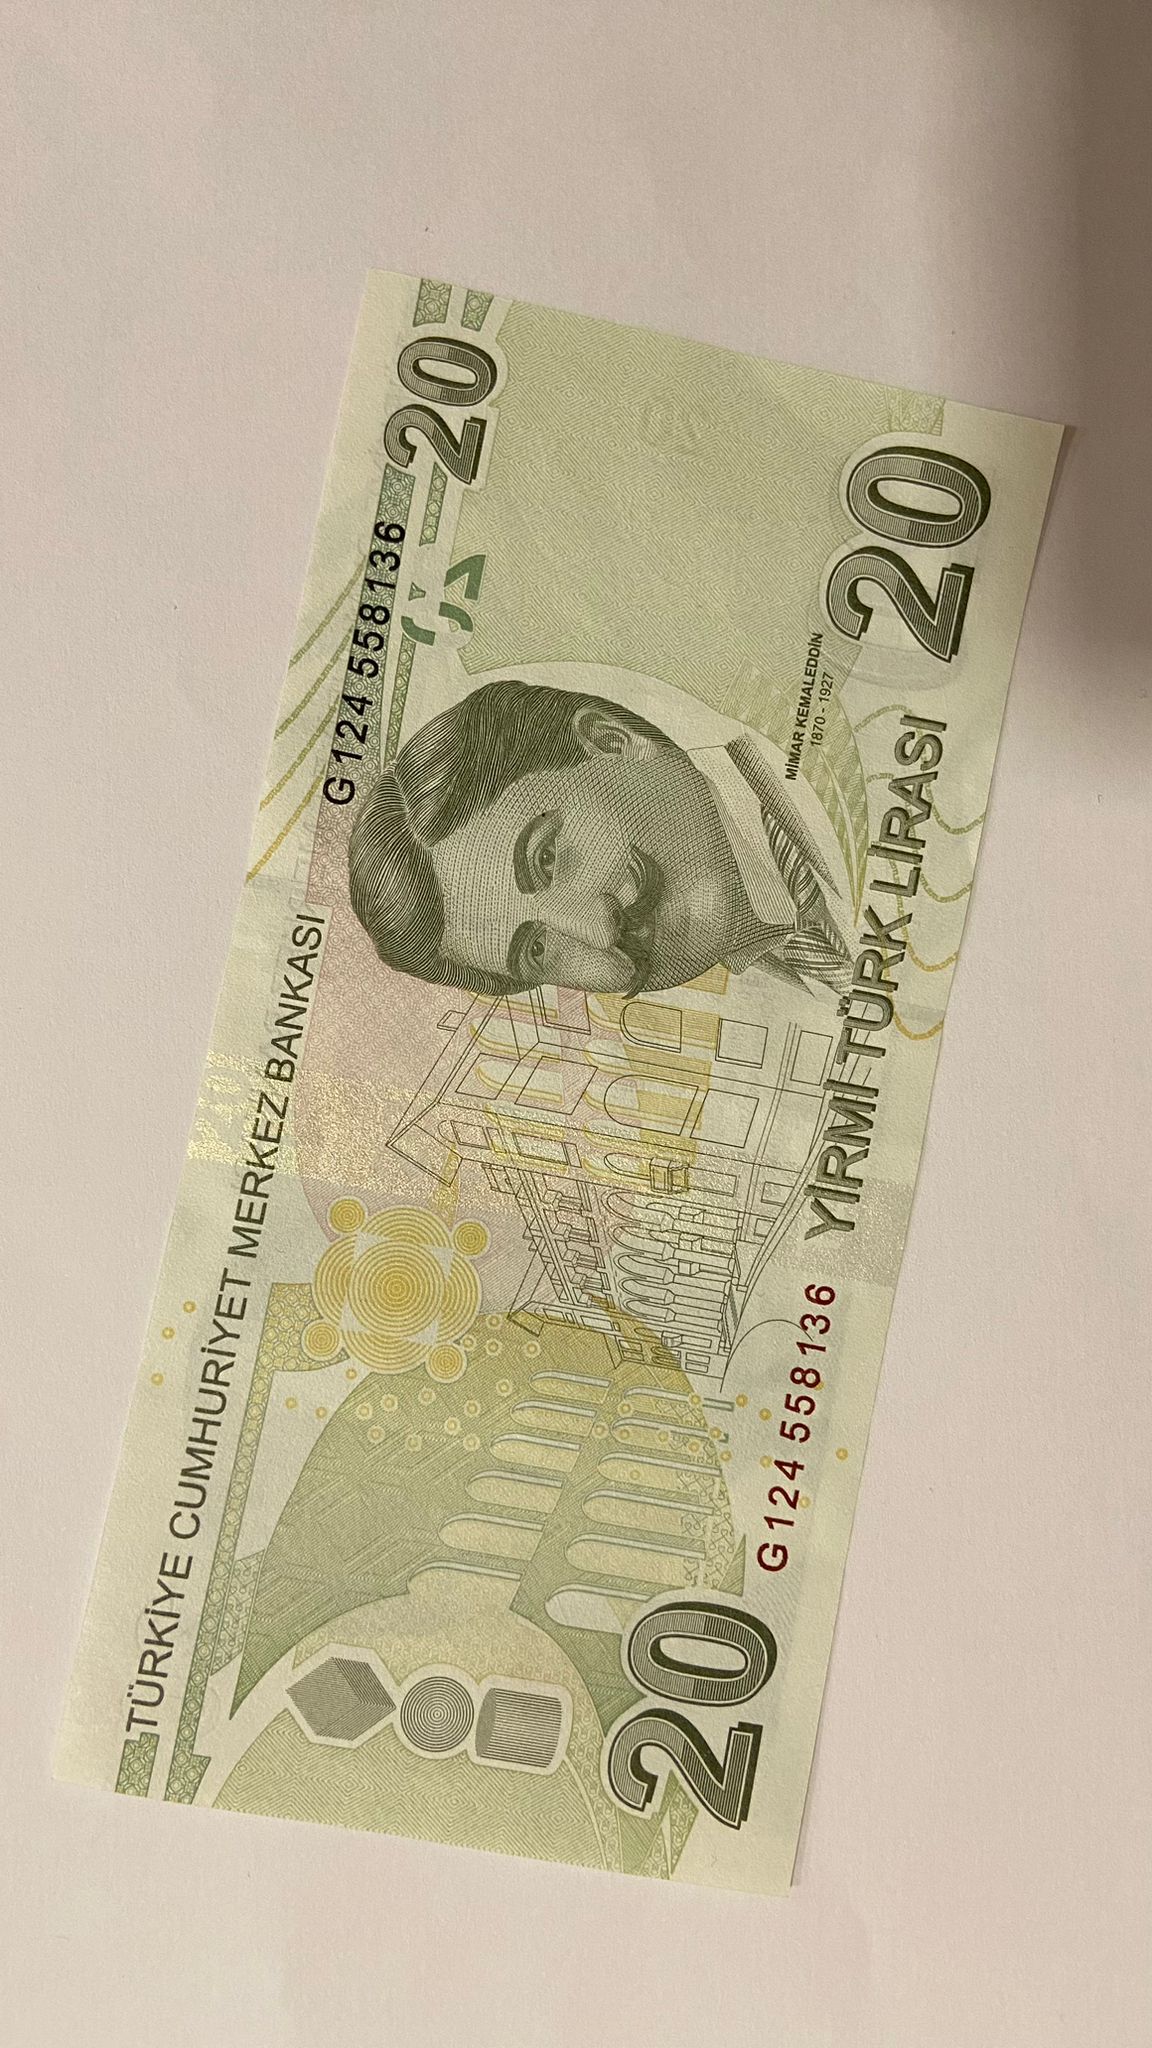 TÜRKİYE CUMHURİYET MERKEZ BANKASI
G124 558136
20
MİMAR KEMALEDDİN
1870 - 1927
20
G124 558136
YİRMİ TÜRK LİRASI
20